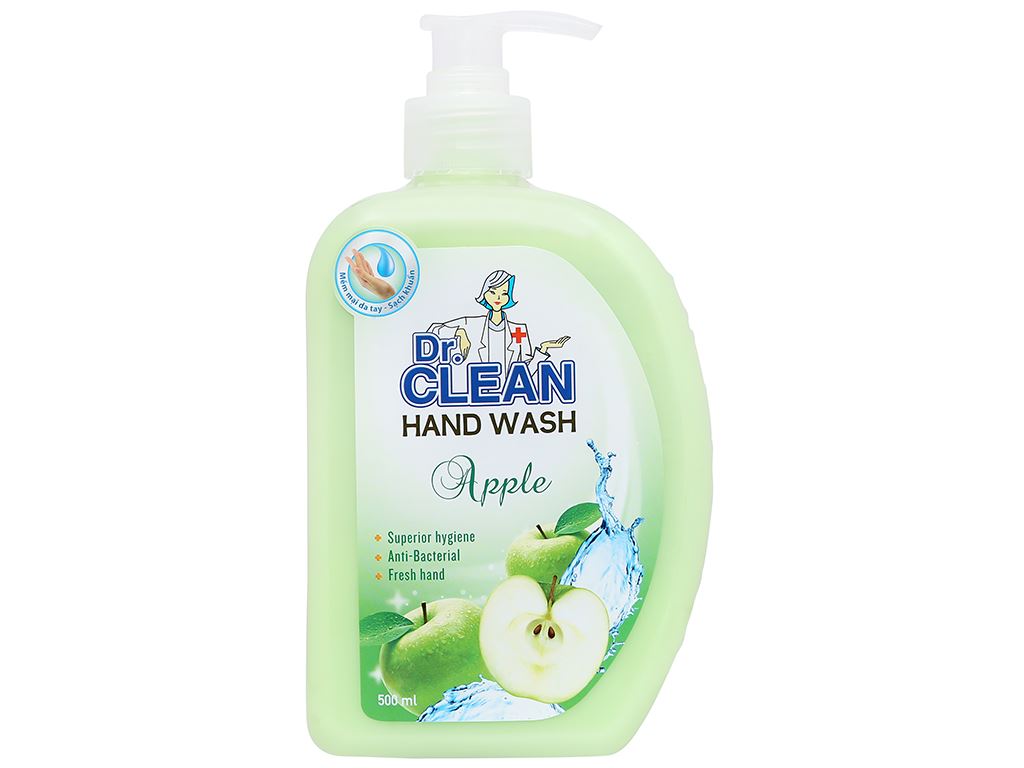 Mềm mại da tay - Sạch khuẩn
Dr.
CLEAN
HAND WASH
Apple
Superior hygiene
Anti-Bacterial
Fresh hand
500 ml